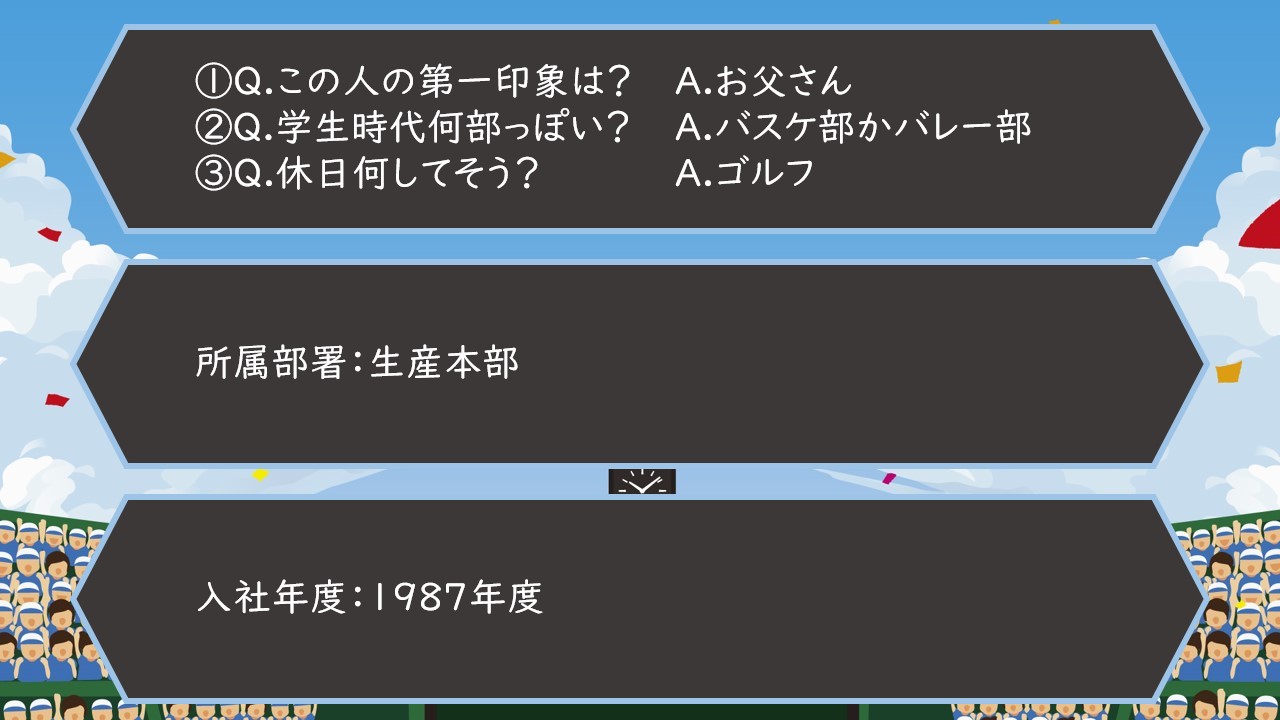 ①Q.この人の第一印象は？　A.お父さん
②Q.学生時代何部っぽい？　A.バスケ部かバレー部
③Q.休日何してそう？　A.ゴルフ
所属部署：生産本部
入社年度：1987年度